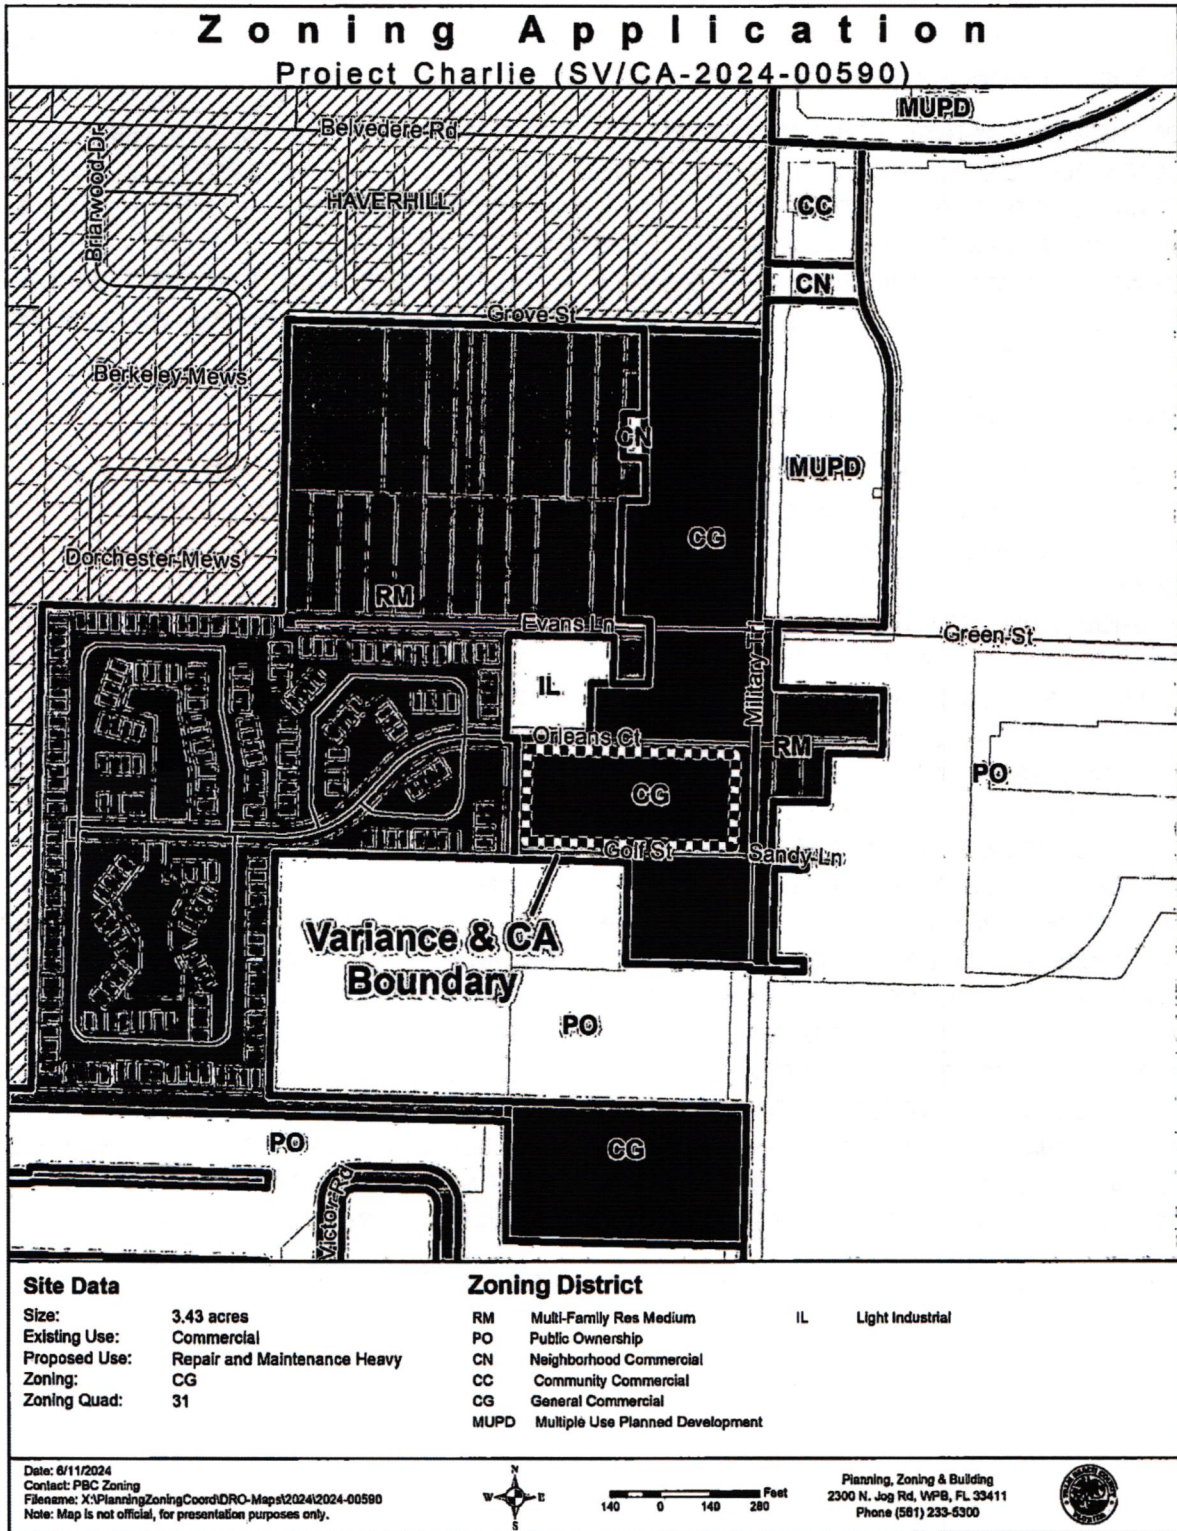 Zoning Application
Project Charlie (SV/CA-2024-00590)
MUPD
Belvedere Rd
Briarwood Dr
HAVERHILL
CC
CN
Grove St
Berkeley Mews
CN
MUPD
CG
Dorchester Mews
RM
Evans Ln
Military Trl
Green St
IL
Orleans Ct
RM
CG
PO
Golf St
Sandy Ln
Variance & CA
Boundary
PO
PO
CG
Victor Rd
Site Data
Size: 3.43 acres
Existing Use: Commercial
Proposed Use: Repair and Maintenance Heavy
Zoning: CG
Zoning Quad: 31
Zoning District
RM Multi-Family Res Medium
PO Public Ownership
CN Neighborhood Commercial
CC Community Commercial
CG General Commercial
MUPD Multiple Use Planned Development
IL Light Industrial
Date: 6/11/2024
Contact: PBC Zoning
Filename: X:\PlanningZoningCoord\DRO-Maps\2024\2024-00590
Note: Map is not official, for presentation purposes only.
N
W E
S
140 0 140 280 Feet
Planning, Zoning & Building
2300 N. Jog Rd, WPB, FL 33411
Phone (561) 233-5300